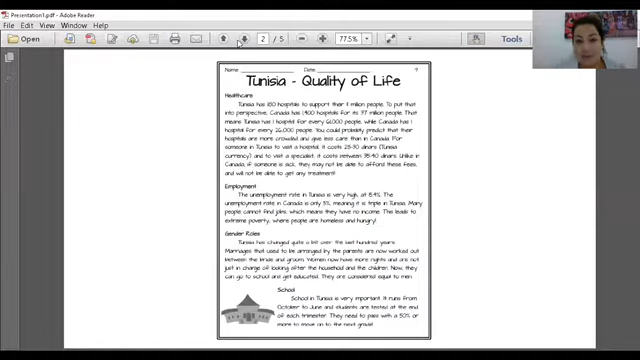 Presentation1.pdf - Adobe Reader
File Edit View Window Help
Open 2 / 5 77.5% Tools
Name: Date: 9
Tunisia - Quality of Life
Healthcare
Tunisia has 180 hospitals to support their 11 million people. To put that
into perspective, Canada has 1,400 hospitals for its 37 million people. That
means Tunisia has 1 hospital for every 61,000 people, while Canada has 1
hospital for every 26,000 people. You could probably predict that their
hospitals are more crowded and give less care than in Canada. For
someone in Tunisia to visit a hospital, it costs 25-30 dinars (Tunisia
currency) and to visit a specialist, it costs between 35-40 dinars. Unlike in
Canada, if someone is sick, they may not be able to afford these fees,
and will not be able to get any treatment!
Employment
The unemployment rate in Tunisia is very high, at 15.4%. The
unemployment rate in Canada is only 5%, meaning it is triple in Tunisia. Many
people cannot find jobs, which means they have no income. This leads to
extreme poverty, where people are homeless and hungry!
Gender Roles
Tunisia has changed quite a bit over the last hundred years.
Marriages that used to be arranged by the parents are now worked out
between the bride and groom. Women now have more rights and are not
just in charge of looking after the household and the children. Now, they
can go to school and get educated. They are considered equal to men.
School
School in Tunisia is very important. It runs from
October to June and students are tested at the end
of each trimester. They need to pass with a 50% or
more to move on to the next grade!